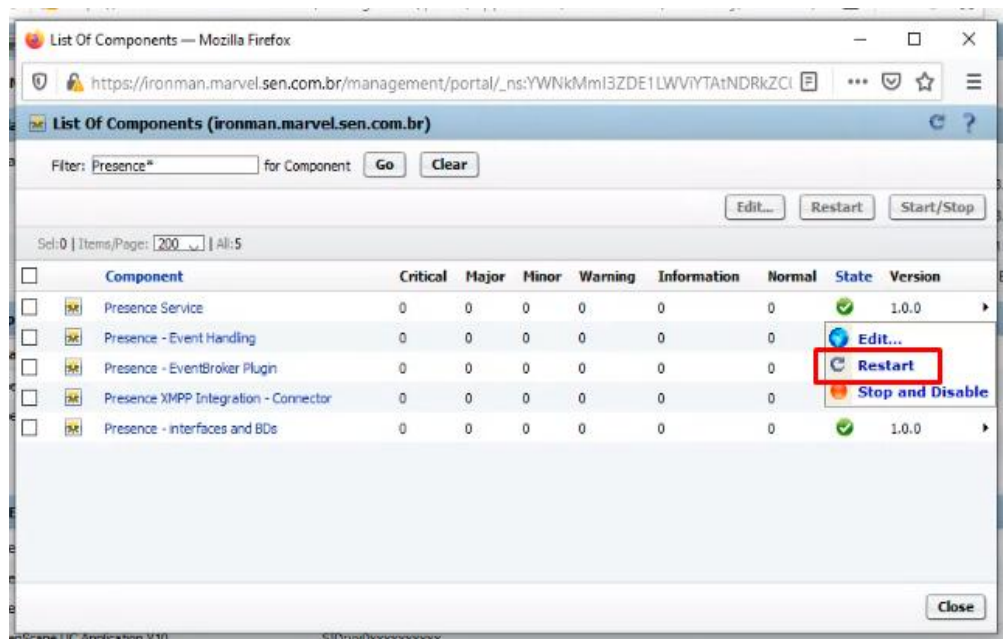 List Of Components — Mozilla Firefox
https://ironman.marvel.sen.com.br/management/portal/_ns:
List Of Components (ironman.marvel.sen.com.br)
Filter: Presence* for Component Go Clear
Edit... Restart Start/Stop
Sel:0 | Items/Page: 200 | All:5
Component Critical Major Minor Warning Information Normal State Version
Presence Service 0 0 0 0 0 0 1.0.0
Presence - Event Handling 0 0 0 0 0 0 Edit...
Presence - EventBroker Plugin 0 0 0 0 0 0 Restart
Presence XMPP Integration - Connector 0 0 0 0 0 0 Stop and Disable
Presence - interfaces and BDs 0 0 0 0 0 0 1.0.0
Close